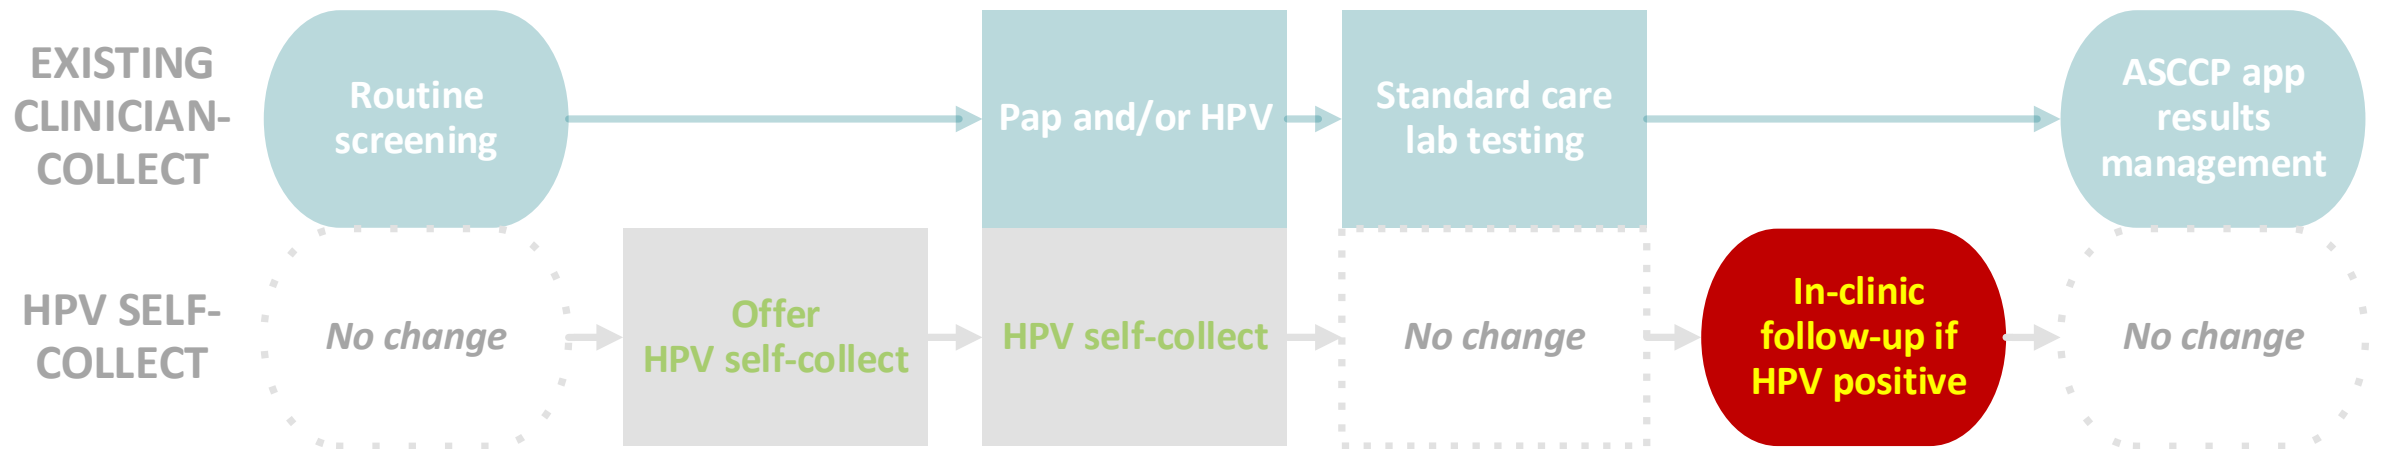 EXISTING
CLINICIAN-
COLLECT
Routine
screening
Pap and/or HPV
Standard care
lab testing
ASCCP app
results
management
HPV SELF-
COLLECT
No change
Offer
HPV self-collect
HPV self-collect
No change
In-clinic
follow-up if
HPV positive
No change